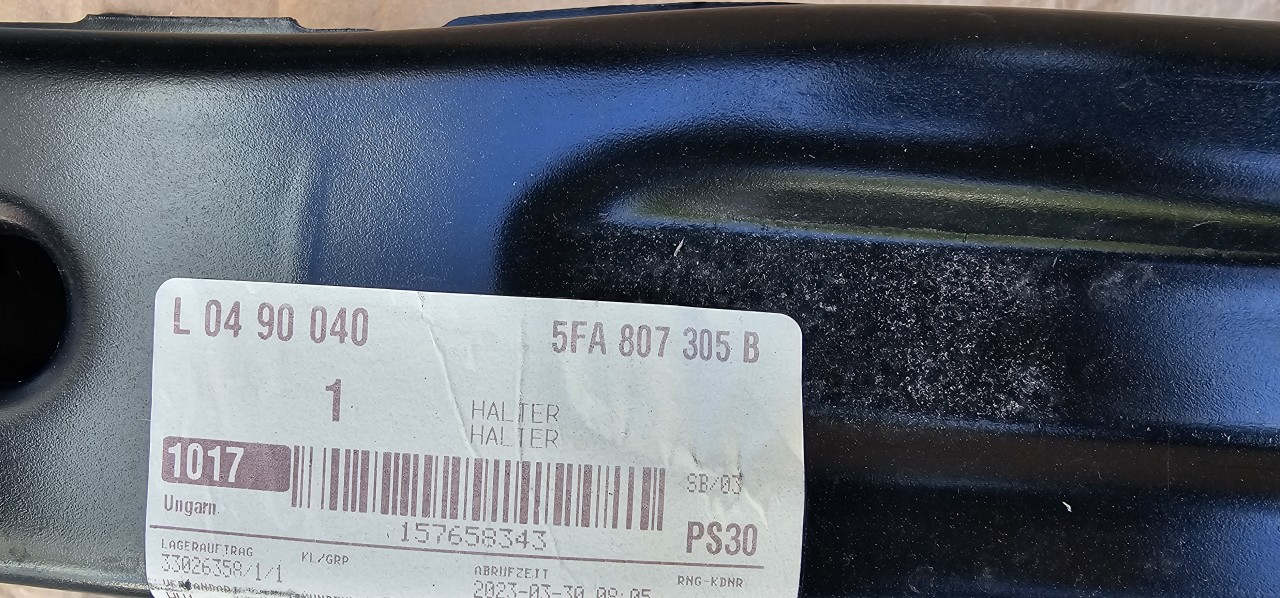 L 04 90 040 5FA 807 305 B
1
HALTER
HALTER
1017
SB/03
Ungarn
157658343
PS30
LAGERAUFTRAG KL/GRP ABRUFZEIT RNG-KDNR
33026358/1/1 2023-03-30 08:05